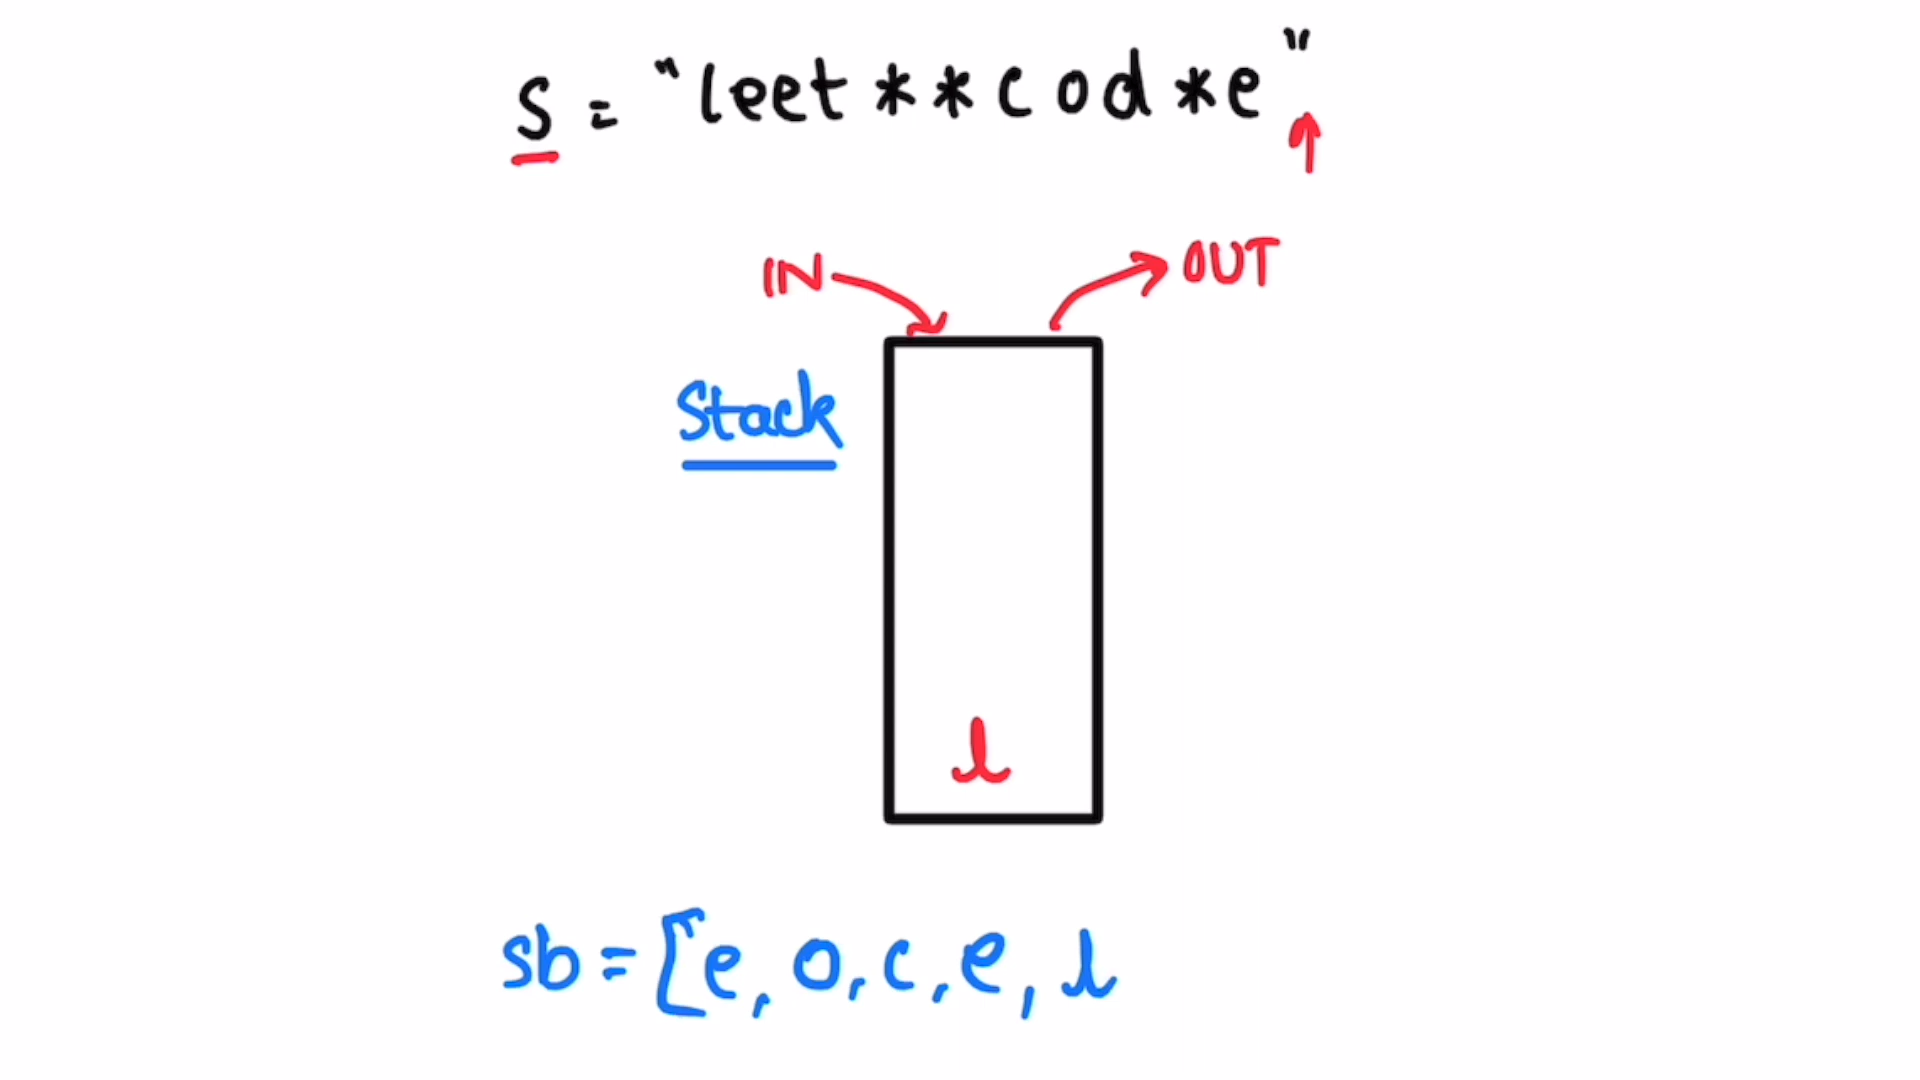 s = "leet**cod*e"
IN OUT
Stack
l
sb = [e, o, c, e, l